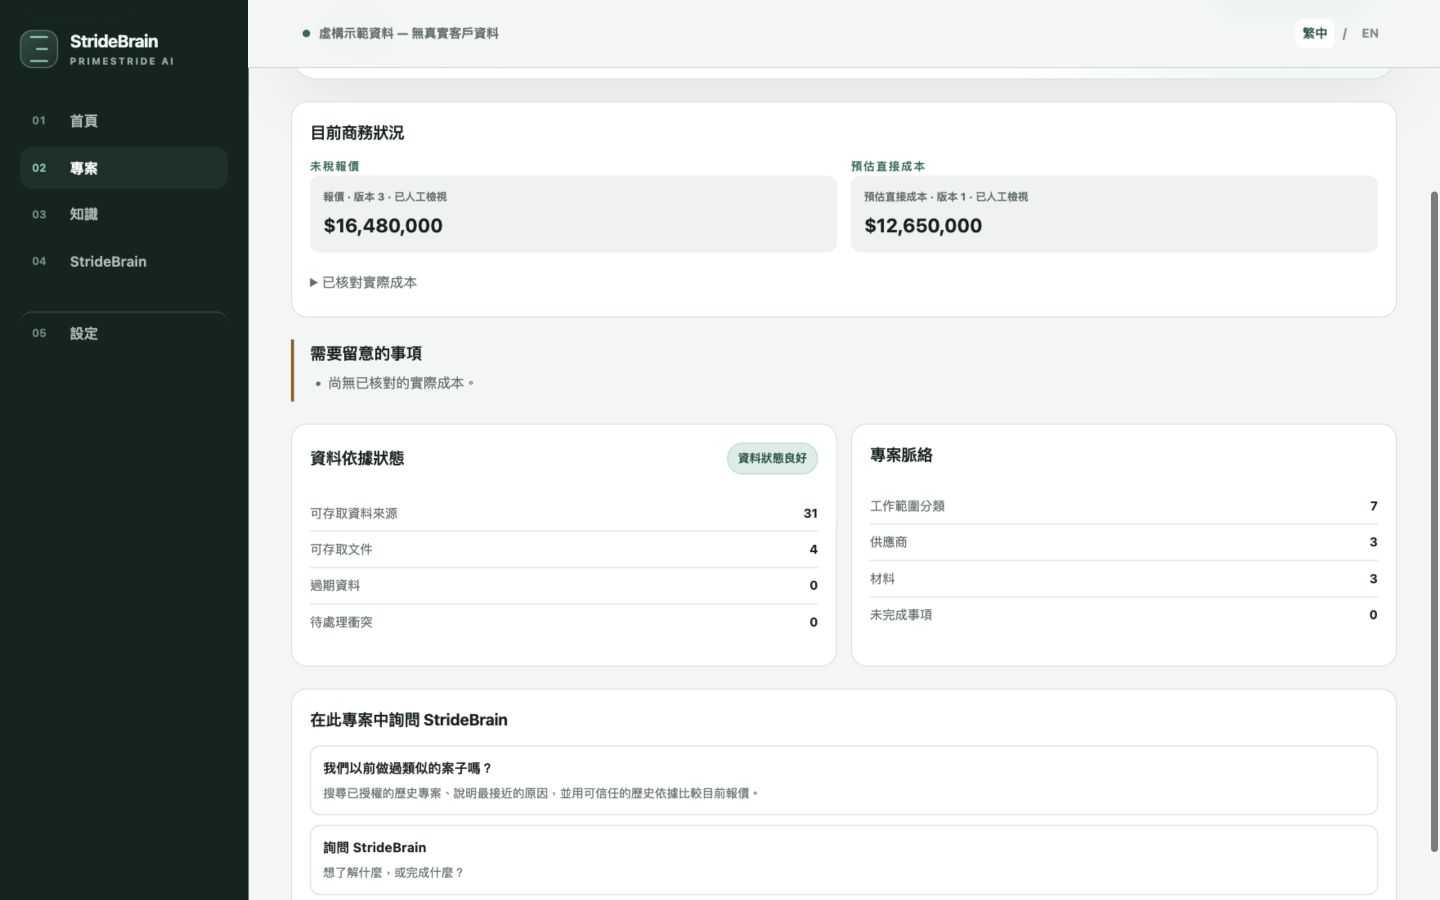 StrideBrain
PRIMESTRIDE AI
01 首頁
02 專案
03 知識
04 StrideBrain
05 設定
虛構示範資料 — 無真實客戶資料
繁中 / EN
目前商務狀況
未稅報價
報價 · 版本 3 · 已人工檢視
$16,480,000
預估直接成本
預估直接成本 · 版本 1 · 已人工檢視
$12,650,000
▶ 已核對實際成本
需要留意的事項
• 尚無已核對的實際成本。
資料依據狀態
資料狀態良好
可存取資料來源 31
可存取文件 4
過期資料 0
待處理衝突 0
專案脈絡
工作範圍分類 7
供應商 3
材料 3
未完成事項 0
在此專案中詢問 StrideBrain
我們以前做過類似的案子嗎？
搜尋已授權的歷史專案、說明最接近的原因，並用可信任的歷史依據比較目前報價。
詢問 StrideBrain
想了解什麼，或完成什麼？